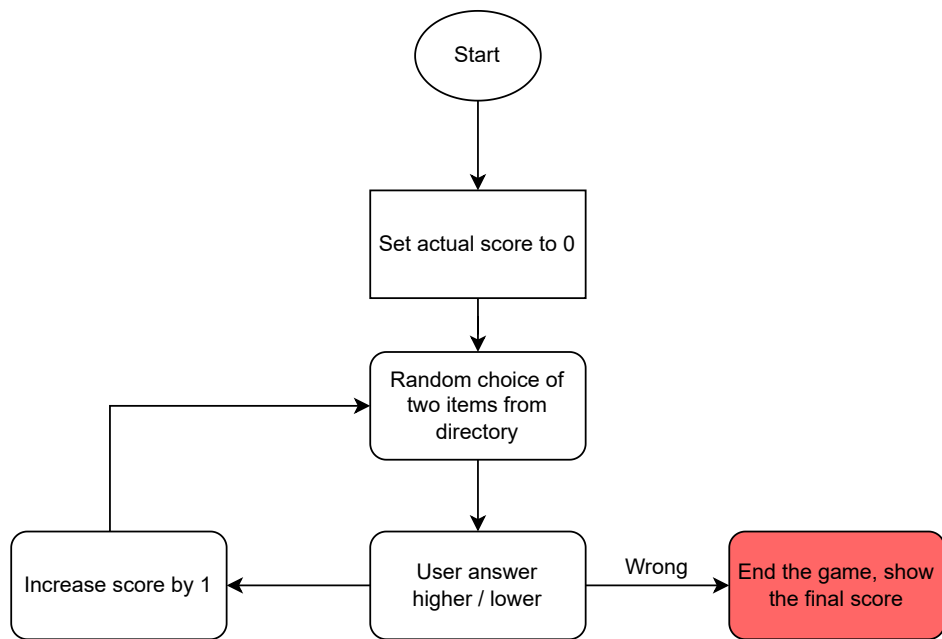 Start
Set actual score to 0
Random choice of
two items from
directory
Increase score by 1
User answer
higher / lower
Wrong
End the game, show
the final score